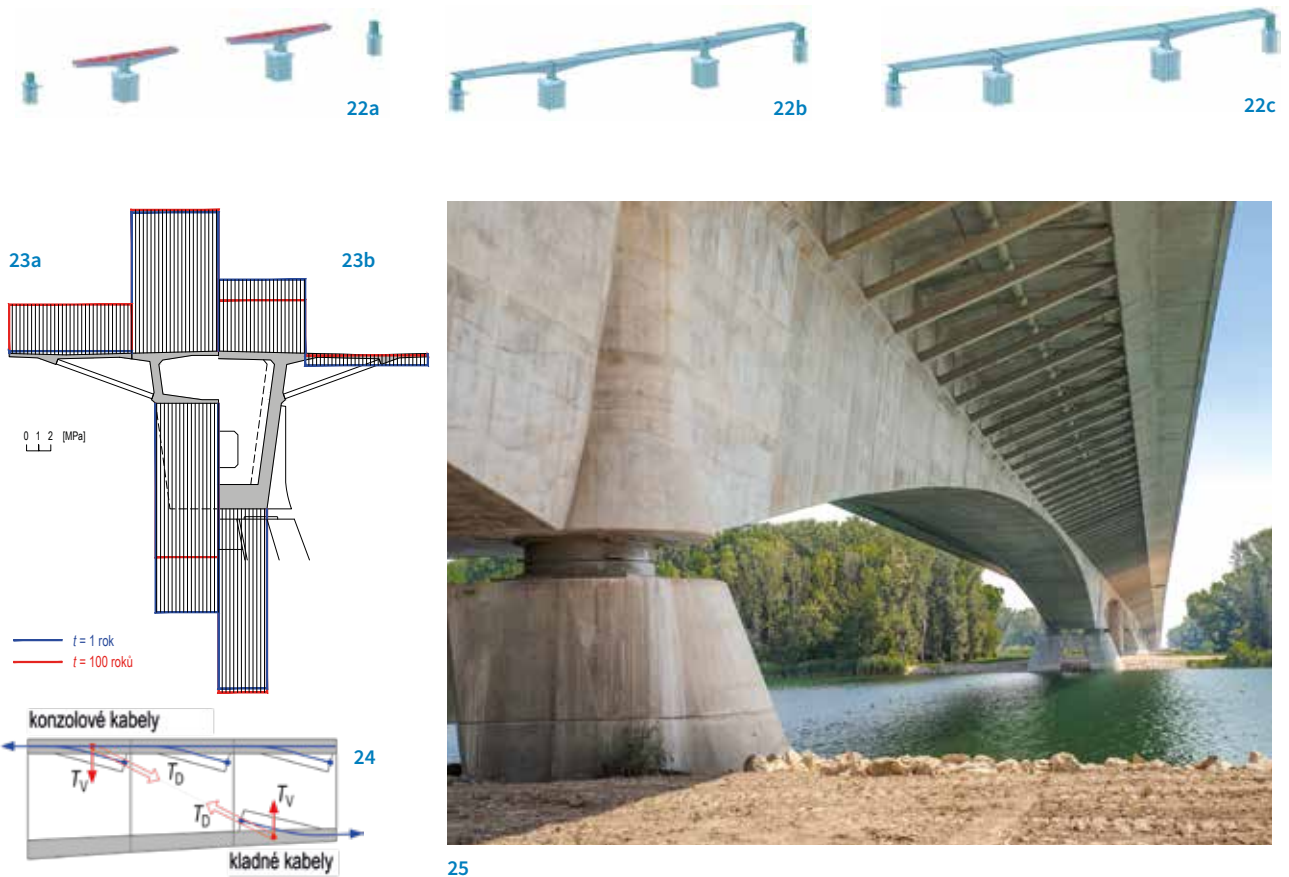 22a
22b
22c
23a
23b
0 1 2 [MPa]
t = 1 rok
t = 100 roků
konzolové kabely
24
T_V
T_D
T_D
T_V
kladné kabely
25